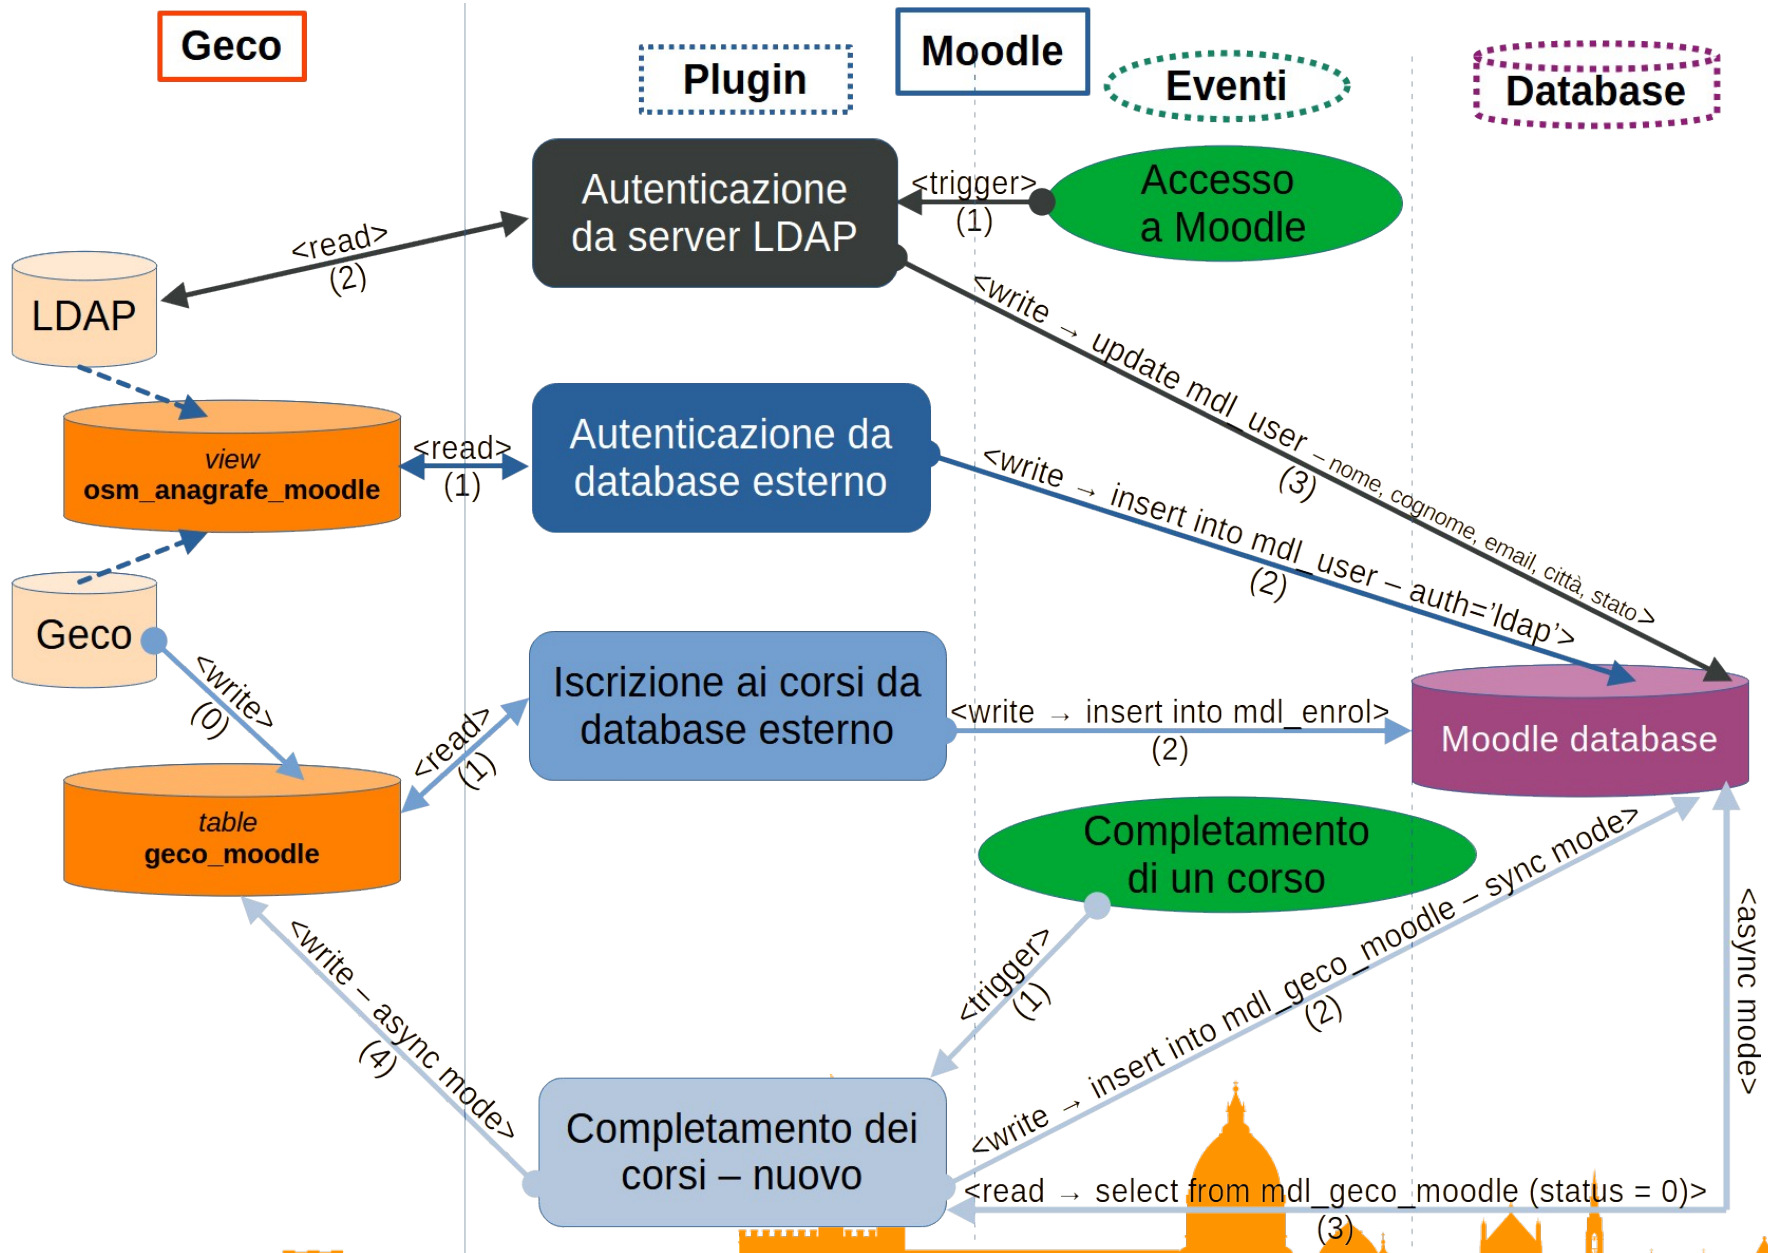 Geco
Moodle
Plugin
Eventi
Database
Autenticazione
da server LDAP
<trigger>
(1)
Accesso
a Moodle
<read>
(2)
LDAP
<write → update mdl_user – nome, cognome, email, città, stato>
(3)
view
osm_anagrafe_moodle
<read>
(1)
Autenticazione da
database esterno
<write → insert into mdl_user – auth=’ldap’>
(2)
Geco
<write>
(0)
<read>
(1)
Iscrizione ai corsi da
database esterno
<write → insert into mdl_enrol>
(2)
Moodle database
table
geco_moodle
Completamento
di un corso
<trigger>
(1)
<write – async mode>
(4)
<write → insert into mdl_geco_moodle – sync mode>
(2)
<async mode>
Completamento dei
corsi – nuovo
<read → select from mdl_geco_moodle (status = 0)>
(3)